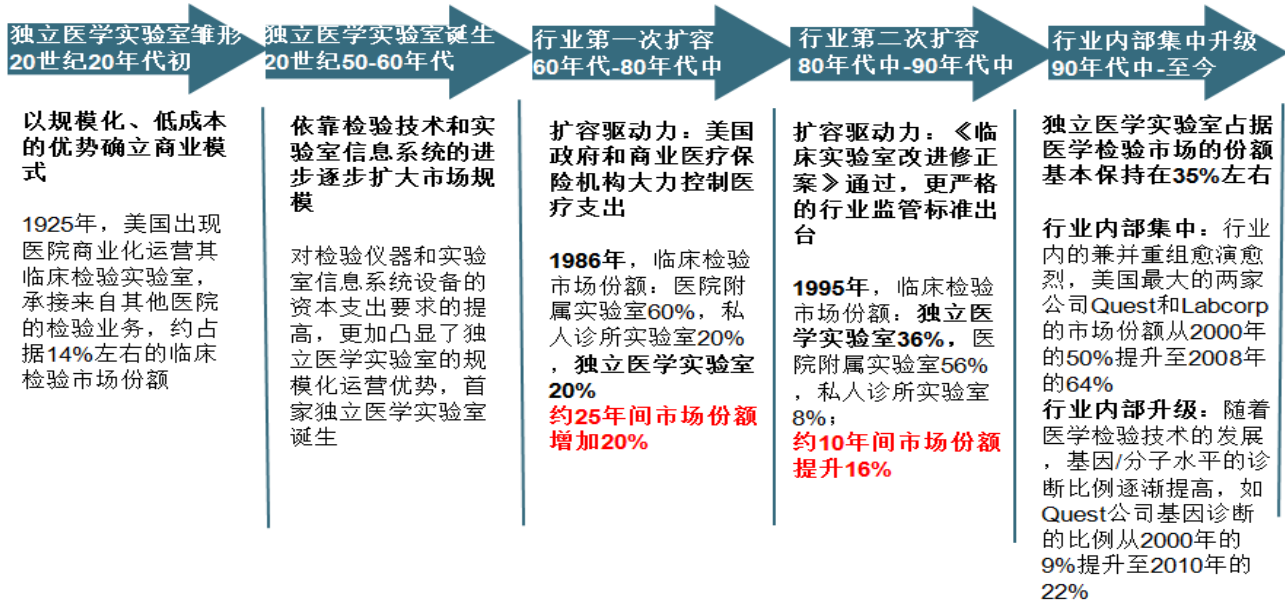 独立医学实验室雏形
20世纪20年代初
以规模化、低成本
的优势确立商业模
式
1925年，美国出现
医院商业化运营其
临床检验实验室，
承接来自其他医院
的检验业务，约占
据14%左右的临床
检验市场份额
独立医学实验室诞生
20世纪50-60年代
依靠检验技术和实
验室信息系统的进
步逐步扩大市场规
模
对检验仪器和实验
室信息系统设备的
资本支出要求的提
高，更加凸显了独
立医学实验室的规
模化运营优势，首
家独立医学实验室
诞生
行业第一次扩容
60年代-80年代中
扩容驱动力：美国
政府和商业医疗保
险机构大力控制医
疗支出
1986年，临床检验
市场份额：医院附
属实验室60%，私
人诊所实验室20%
，独立医学实验室
20%
约25年间市场份额
增加20%
行业第二次扩容
80年代中-90年代中
扩容驱动力：《临
床实验室改进修正
案》通过，更严格
的行业监管标准出
台
1995年，临床检验
市场份额：独立医
学实验室36%，医
院附属实验室56%
，私人诊所实验室
8%；
约10年间市场份额
提升16%
行业内部集中升级
90年代中-至今
独立医学实验室占据
医学检验市场的份额
基本保持在35%左右
行业内部集中：行业
内的兼并重组愈演愈
烈，美国最大的两家
公司Quest和Labcorp
的市场份额从2000年
的50%提升至2008年
的64%
行业内部升级：随着
医学检验技术的发展
，基因/分子水平的诊
断比例逐渐提高，如
Quest公司基因诊断
的比例从2000年的
9%提升至2010年的
22%